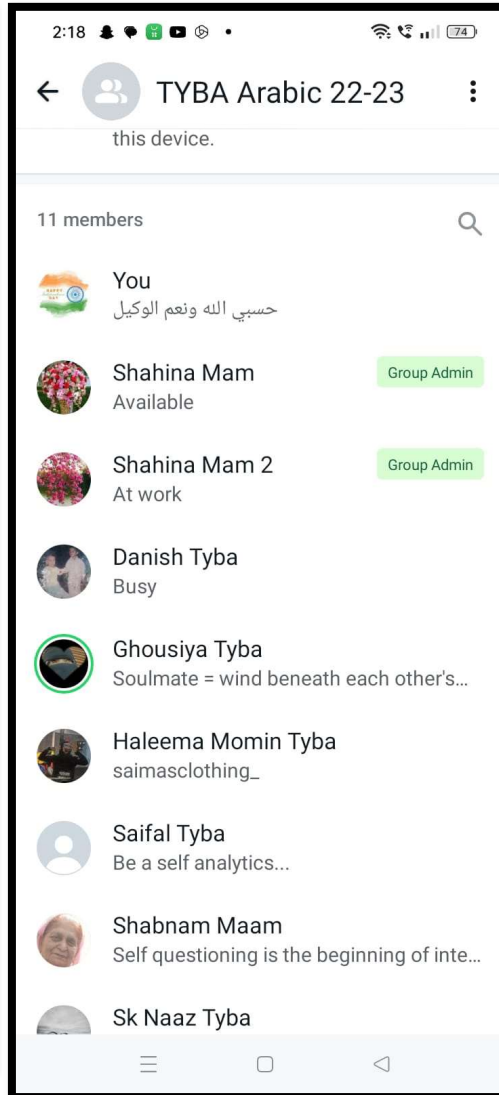 2:18
74
TYBA Arabic 22-23
this device.
11 members
You
حسبي الله ونعم الوكيل
Shahina Mam
Group Admin
Available
Shahina Mam 2
Group Admin
At work
Danish Tyba
Busy
Ghousiya Tyba
Soulmate = wind beneath each other's...
Haleema Momin Tyba
saimasclothing_
Saifal Tyba
Be a self analytics...
Shabnam Maam
Self questioning is the beginning of inte...
Sk Naaz Tyba